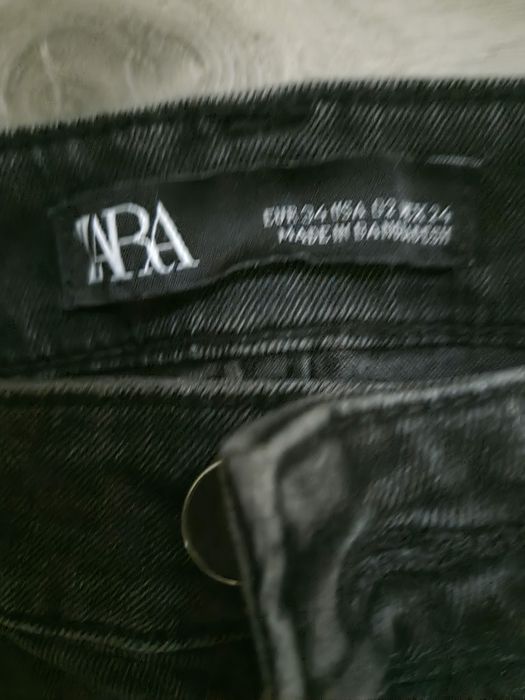 ZARA
EUR 34 USA 02 MEX 24
MADE IN BANGLADESH